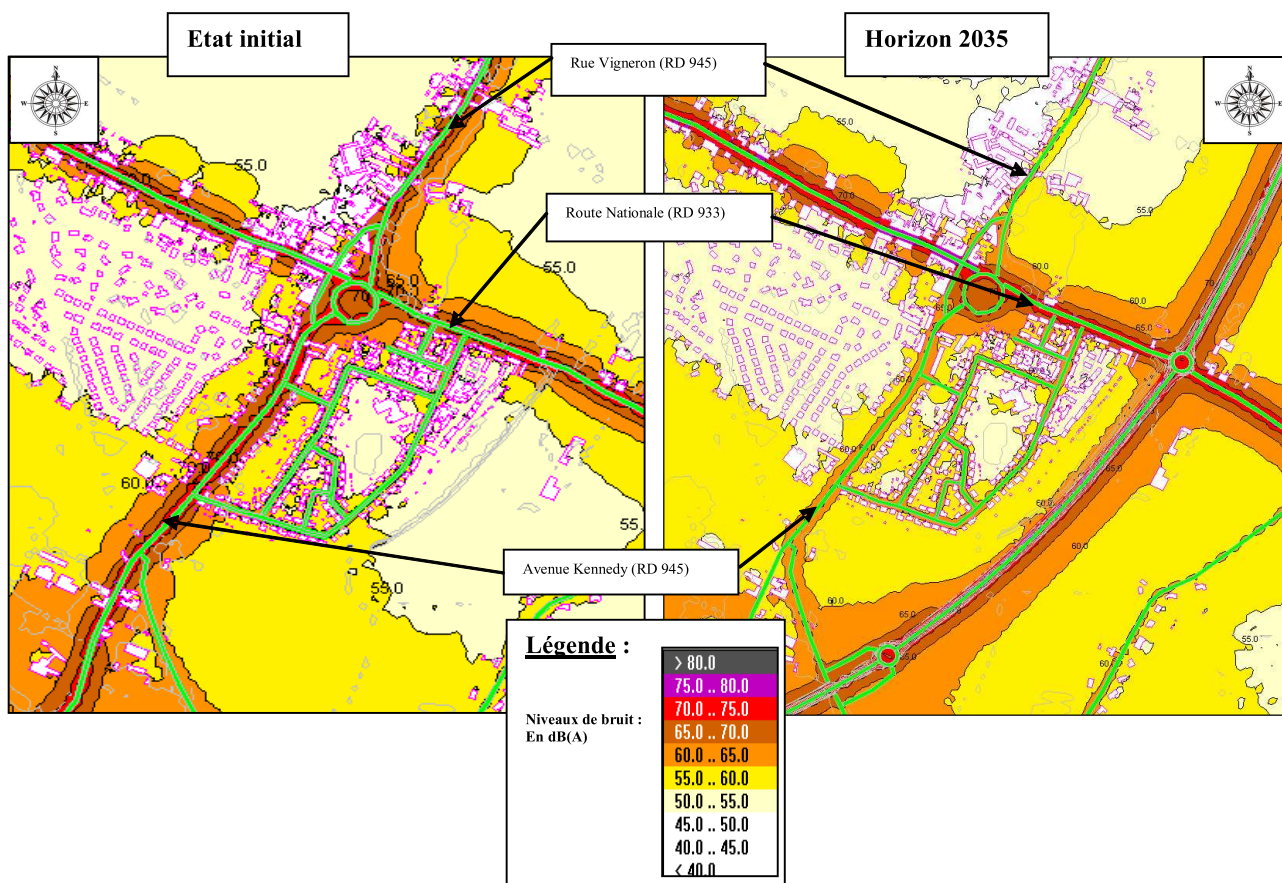 Etat initial
Horizon 2035
Rue Vigneron (RD 945)
Route Nationale (RD 933)
Avenue Kennedy (RD 945)
N
W E
S
N
W E
S
55.0
55.0
55.0
60.0
55.0
55.0
70.0
60.0
65.0
60.0
65.0
60.0
60.0
60.0
65.0
60.0
55.0
Légende :
Niveaux de bruit :
En dB(A)
> 80.0
75.0 .. 80.0
70.0 .. 75.0
65.0 .. 70.0
60.0 .. 65.0
55.0 .. 60.0
50.0 .. 55.0
45.0 .. 50.0
40.0 .. 45.0
< 40.0